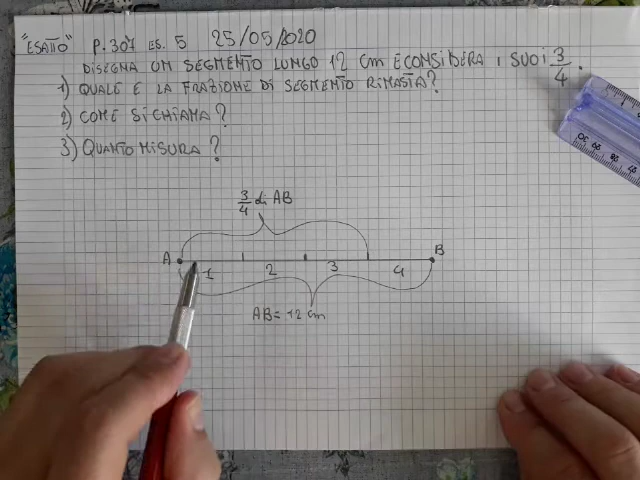 "ESATTO" P. 307 ES. 5 25/05/2020
DISEGNA UN SEGMENTO LUNGO 12 cm E CONSIDERA I SUOI 3/4.
1) QUALE È LA FRAZIONE DI SEGMENTO RIMASTA?
2) COME SI CHIAMA?
3) QUANTO MISURA?
3/4 di AB
A B
1 2 3 4
AB = 12 cm